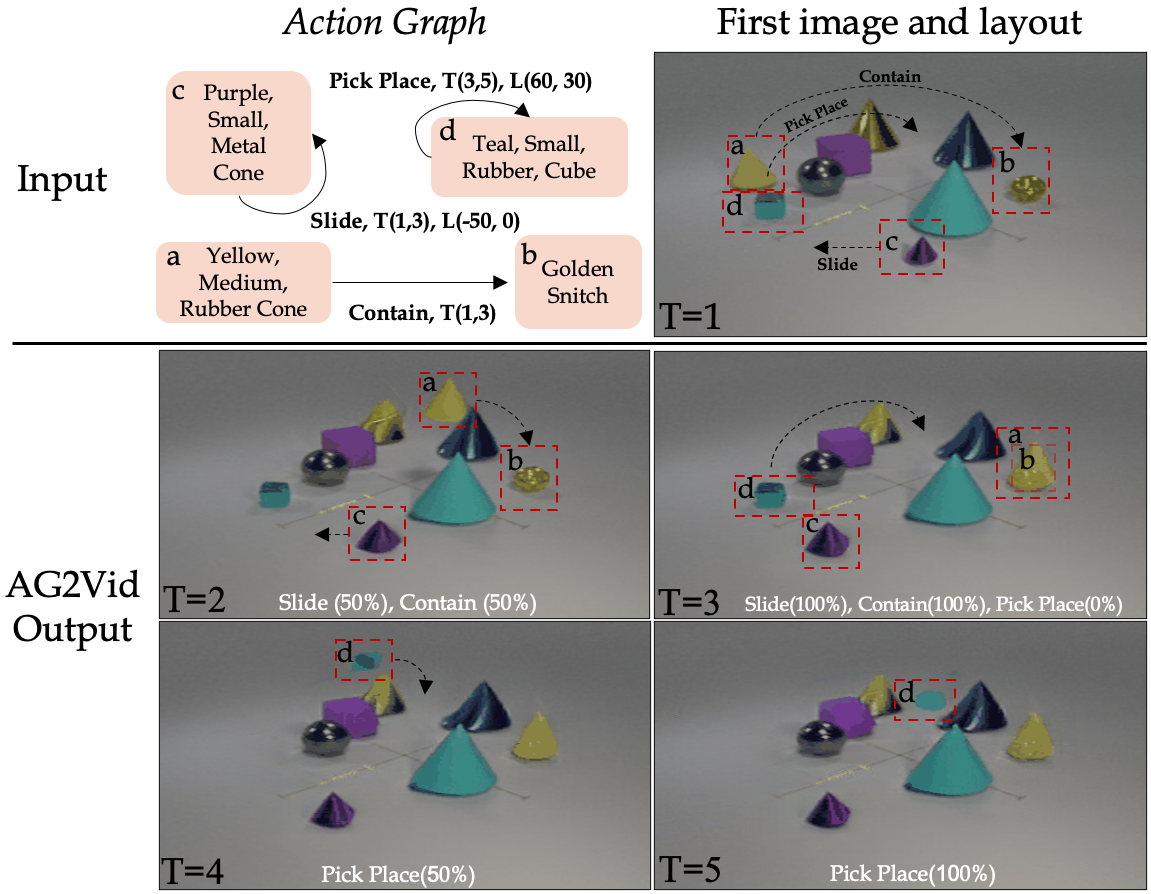 Action Graph
First image and layout
Input
c
Purple,
Small,
Metal
Cone
Pick Place, T(3,5), L(60, 30)
d
Teal, Small,
Rubber, Cube
Slide, T(1,3), L(-50, 0)
a
Yellow,
Medium,
Rubber Cone
Contain, T(1,3)
b
Golden
Snitch
Contain
Pick Place
a
b
d
c
Slide
T=1
AG2Vid
Output
a
b
c
T=2
Slide (50%), Contain (50%)
a
b
d
c
T=3
Slide(100%), Contain(100%), Pick Place(0%)
d
T=4
Pick Place(50%)
d
T=5
Pick Place(100%)